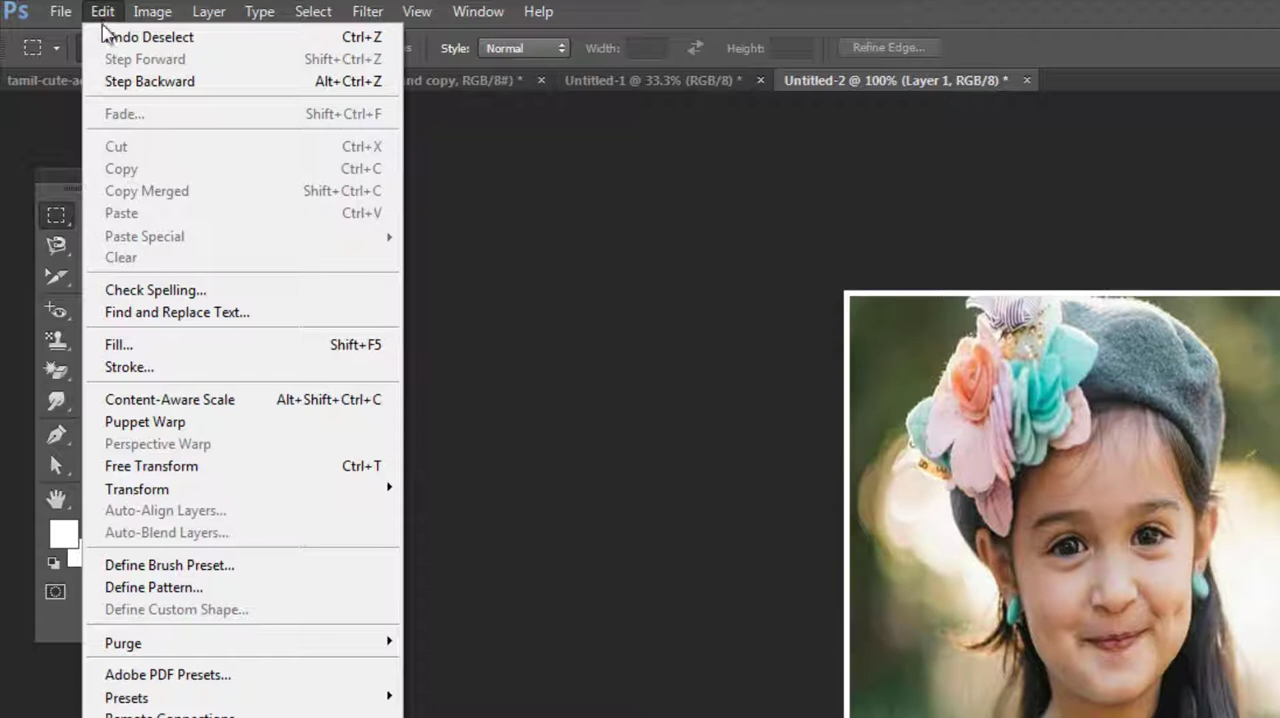 Ps File Edit Image Layer Type Select Filter View Window Help
Style: Normal Width: Height: Refine Edge...
and copy, RGB/8#) * × Untitled-1 @ 33.3% (RGB/8) * × Untitled-2 @ 100% (Layer 1, RGB/8) * ×
Deselect Ctrl+Z
Step Forward Shift+Ctrl+Z
Step Backward Alt+Ctrl+Z
Fade... Shift+Ctrl+F
Cut Ctrl+X
Copy Ctrl+C
Copy Merged Shift+Ctrl+C
Paste Ctrl+V
Paste Special
Clear
Check Spelling...
Find and Replace Text...
Fill... Shift+F5
Stroke...
Content-Aware Scale Alt+Shift+Ctrl+C
Puppet Warp
Perspective Warp
Free Transform Ctrl+T
Transform
Auto-Align Layers...
Auto-Blend Layers...
Define Brush Preset...
Define Pattern...
Define Custom Shape...
Purge
Adobe PDF Presets...
Presets
Remote Connections...